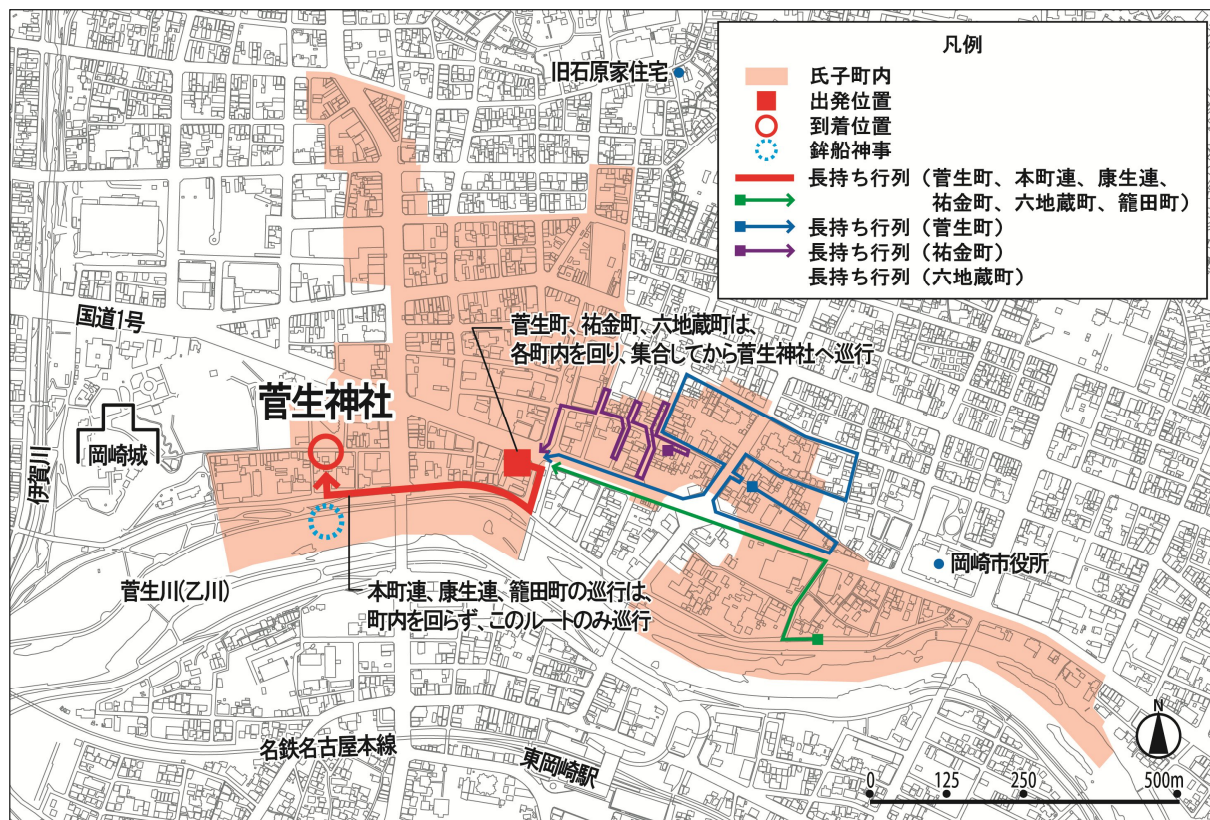 凡例
氏子町内
出発位置
到着位置
鉾船神事
長持ち行列（菅生町、本町連、康生連、
祐金町、六地蔵町、籠田町）
長持ち行列（菅生町）
長持ち行列（祐金町）
長持ち行列（六地蔵町）
旧石原家住宅
国道1号
菅生町、祐金町、六地蔵町は、
各町内を回り、集合してから菅生神社へ巡行
菅生神社
岡崎城
伊賀川
岡崎市役所
菅生川(乙川)
本町連、康生連、籠田町の巡行は、
町内を回らず、このルートのみ巡行
名鉄名古屋本線
東岡崎駅
N
0 125 250 500m